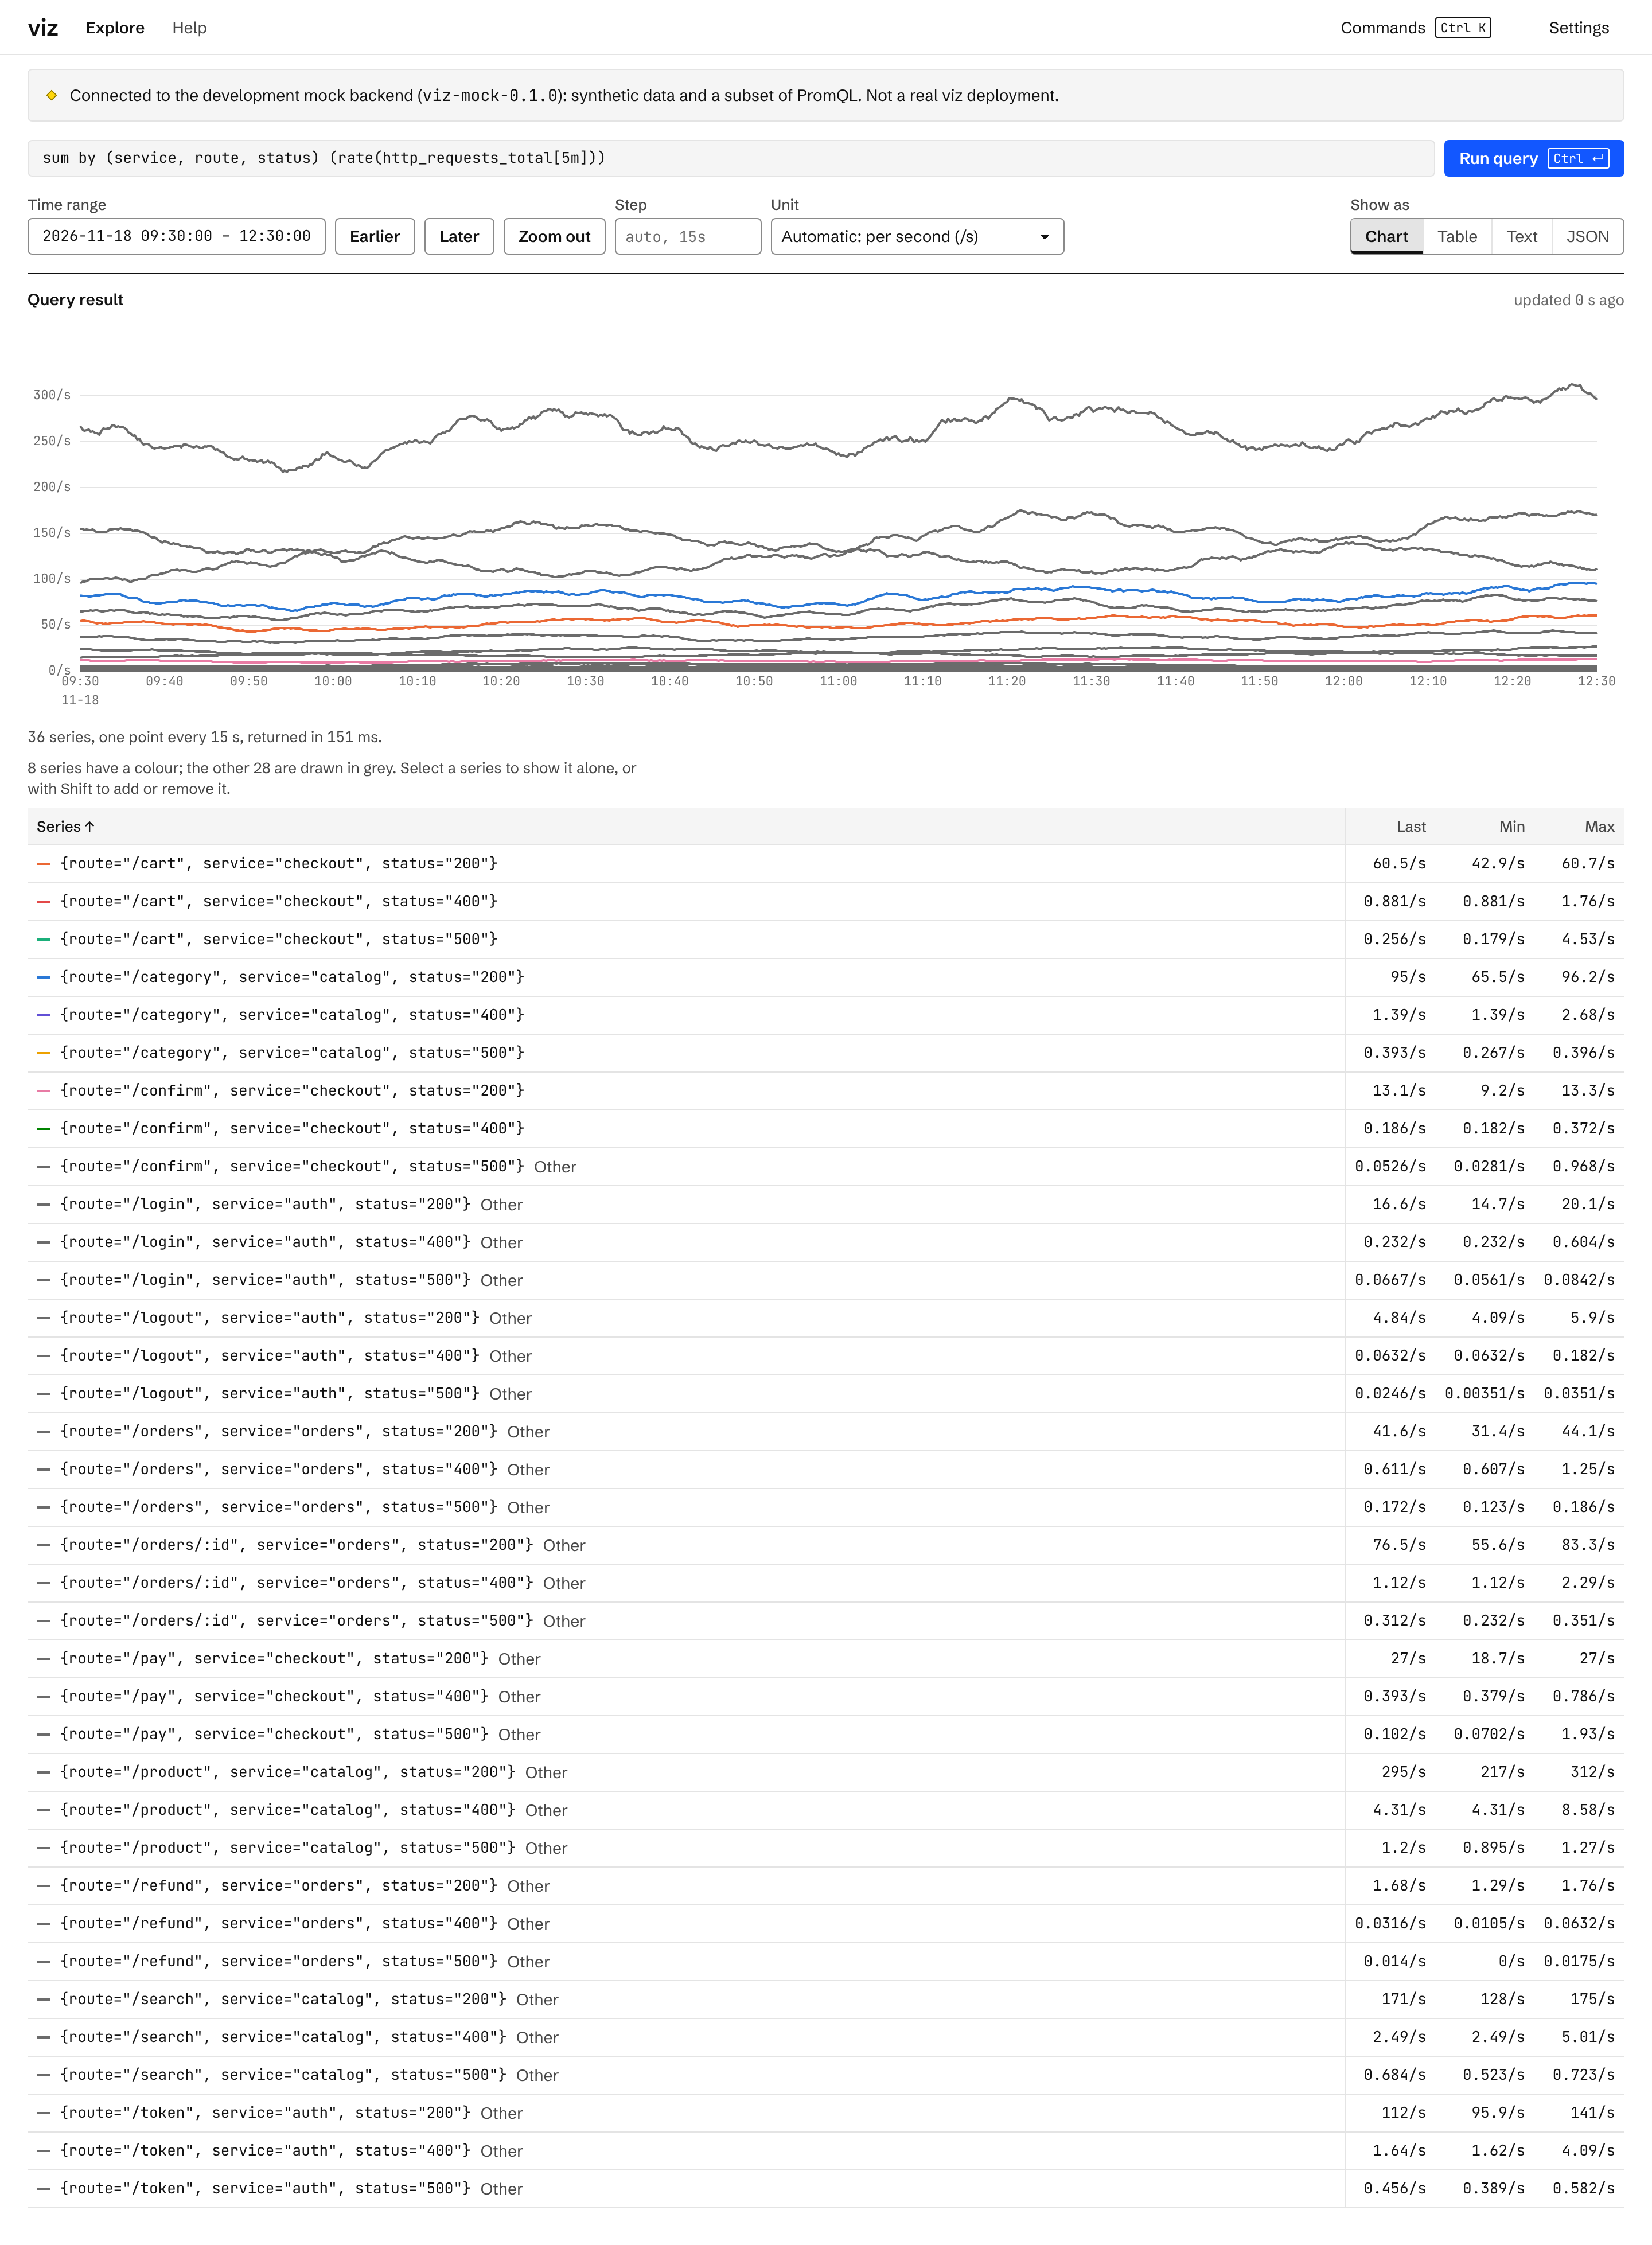 viz Explore Help Commands Ctrl K Settings
Connected to the development mock backend (viz-mock-0.1.0): synthetic data and a subset of PromQL. Not a real viz deployment.
sum by (service, route, status) (rate(http_requests_total[5m])) Run query Ctrl ↵
Time range Step Unit Show as
2026-11-18 09:30:00 – 12:30:00 Earlier Later Zoom out auto, 15s Automatic: per second (/s) Chart Table Text JSON
Query result updated 0 s ago
300/s
250/s
200/s
150/s
100/s
50/s
0/s
09:30 09:40 09:50 10:00 10:10 10:20 10:30 10:40 10:50 11:00 11:10 11:20 11:30 11:40 11:50 12:00 12:10 12:20 12:30
11-18
36 series, one point every 15 s, returned in 151 ms.
8 series have a colour; the other 28 are drawn in grey. Select a series to show it alone, or
with Shift to add or remove it.
Series ↑ Last Min Max
{route="/cart", service="checkout", status="200"} 60.5/s 42.9/s 60.7/s
{route="/cart", service="checkout", status="400"} 0.881/s 0.881/s 1.76/s
{route="/cart", service="checkout", status="500"} 0.256/s 0.179/s 4.53/s
{route="/category", service="catalog", status="200"} 95/s 65.5/s 96.2/s
{route="/category", service="catalog", status="400"} 1.39/s 1.39/s 2.68/s
{route="/category", service="catalog", status="500"} 0.393/s 0.267/s 0.396/s
{route="/confirm", service="checkout", status="200"} 13.1/s 9.2/s 13.3/s
{route="/confirm", service="checkout", status="400"} 0.186/s 0.182/s 0.372/s
{route="/confirm", service="checkout", status="500"} Other 0.0526/s 0.0281/s 0.968/s
{route="/login", service="auth", status="200"} Other 16.6/s 14.7/s 20.1/s
{route="/login", service="auth", status="400"} Other 0.232/s 0.232/s 0.604/s
{route="/login", service="auth", status="500"} Other 0.0667/s 0.0561/s 0.0842/s
{route="/logout", service="auth", status="200"} Other 4.84/s 4.09/s 5.9/s
{route="/logout", service="auth", status="400"} Other 0.0632/s 0.0632/s 0.182/s
{route="/logout", service="auth", status="500"} Other 0.0246/s 0.00351/s 0.0351/s
{route="/orders", service="orders", status="200"} Other 41.6/s 31.4/s 44.1/s
{route="/orders", service="orders", status="400"} Other 0.611/s 0.607/s 1.25/s
{route="/orders", service="orders", status="500"} Other 0.172/s 0.123/s 0.186/s
{route="/orders/:id", service="orders", status="200"} Other 76.5/s 55.6/s 83.3/s
{route="/orders/:id", service="orders", status="400"} Other 1.12/s 1.12/s 2.29/s
{route="/orders/:id", service="orders", status="500"} Other 0.312/s 0.232/s 0.351/s
{route="/pay", service="checkout", status="200"} Other 27/s 18.7/s 27/s
{route="/pay", service="checkout", status="400"} Other 0.393/s 0.379/s 0.786/s
{route="/pay", service="checkout", status="500"} Other 0.102/s 0.0702/s 1.93/s
{route="/product", service="catalog", status="200"} Other 295/s 217/s 312/s
{route="/product", service="catalog", status="400"} Other 4.31/s 4.31/s 8.58/s
{route="/product", service="catalog", status="500"} Other 1.2/s 0.895/s 1.27/s
{route="/refund", service="orders", status="200"} Other 1.68/s 1.29/s 1.76/s
{route="/refund", service="orders", status="400"} Other 0.0316/s 0.0105/s 0.0632/s
{route="/refund", service="orders", status="500"} Other 0.014/s 0/s 0.0175/s
{route="/search", service="catalog", status="200"} Other 171/s 128/s 175/s
{route="/search", service="catalog", status="400"} Other 2.49/s 2.49/s 5.01/s
{route="/search", service="catalog", status="500"} Other 0.684/s 0.523/s 0.723/s
{route="/token", service="auth", status="200"} Other 112/s 95.9/s 141/s
{route="/token", service="auth", status="400"} Other 1.64/s 1.62/s 4.09/s
{route="/token", service="auth", status="500"} Other 0.456/s 0.389/s 0.582/s